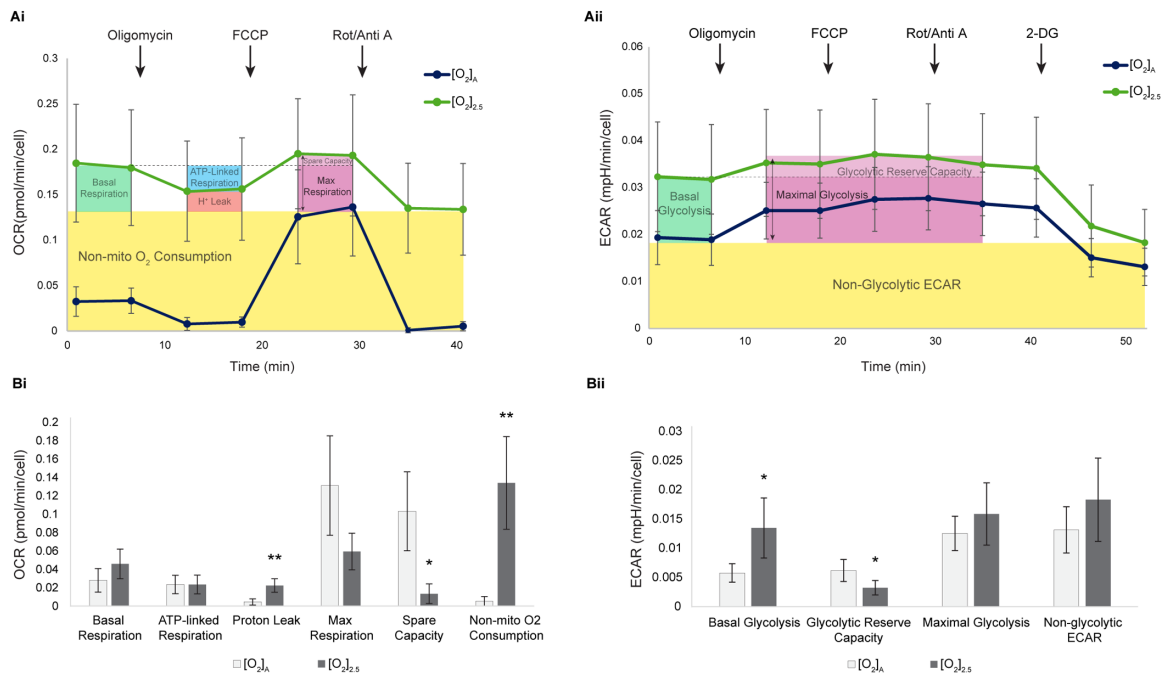 Ai
Oligomycin
FCCP
Rot/Anti A
0.3
0.25
0.2
0.15
0.1
0.05
0
OCR(pmol/min/cell)
[O₂]A
[O₂]2.5
Basal
Respiration
ATP-Linked
Respiration
H⁺ Leak
Spare Capacity
Max
Respiration
Non-mito O₂ Consumption
0
10
20
30
40
Time (min)
Aii
Oligomycin
FCCP
Rot/Anti A
2-DG
0.06
0.05
0.04
0.03
0.02
0.01
0
ECAR (mpH/min/cell)
[O₂]A
[O₂]2.5
Basal
Glycolysis
Glycolytic Reserve Capacity
Maximal Glycolysis
Non-Glycolytic ECAR
0
10
20
30
40
50
Time (min)
Bi
0.2
0.18
0.16
0.14
0.12
0.1
0.08
0.06
0.04
0.02
0
OCR (pmol/min/cell)
**
*
**
Basal
Respiration
ATP-linked
Respiration
Proton Leak
Max
Respiration
Spare
Capacity
Non-mito O2
Consumption
[O₂]A
[O₂]2.5
Bii
0.03
0.025
0.02
0.015
0.01
0.005
0
ECAR (mpH/min/cell)
*
*
Basal Glycolysis
Glycolytic Reserve
Capacity
Maximal Glycolysis
Non-glycolytic
ECAR
[O₂]A
[O₂]2.5